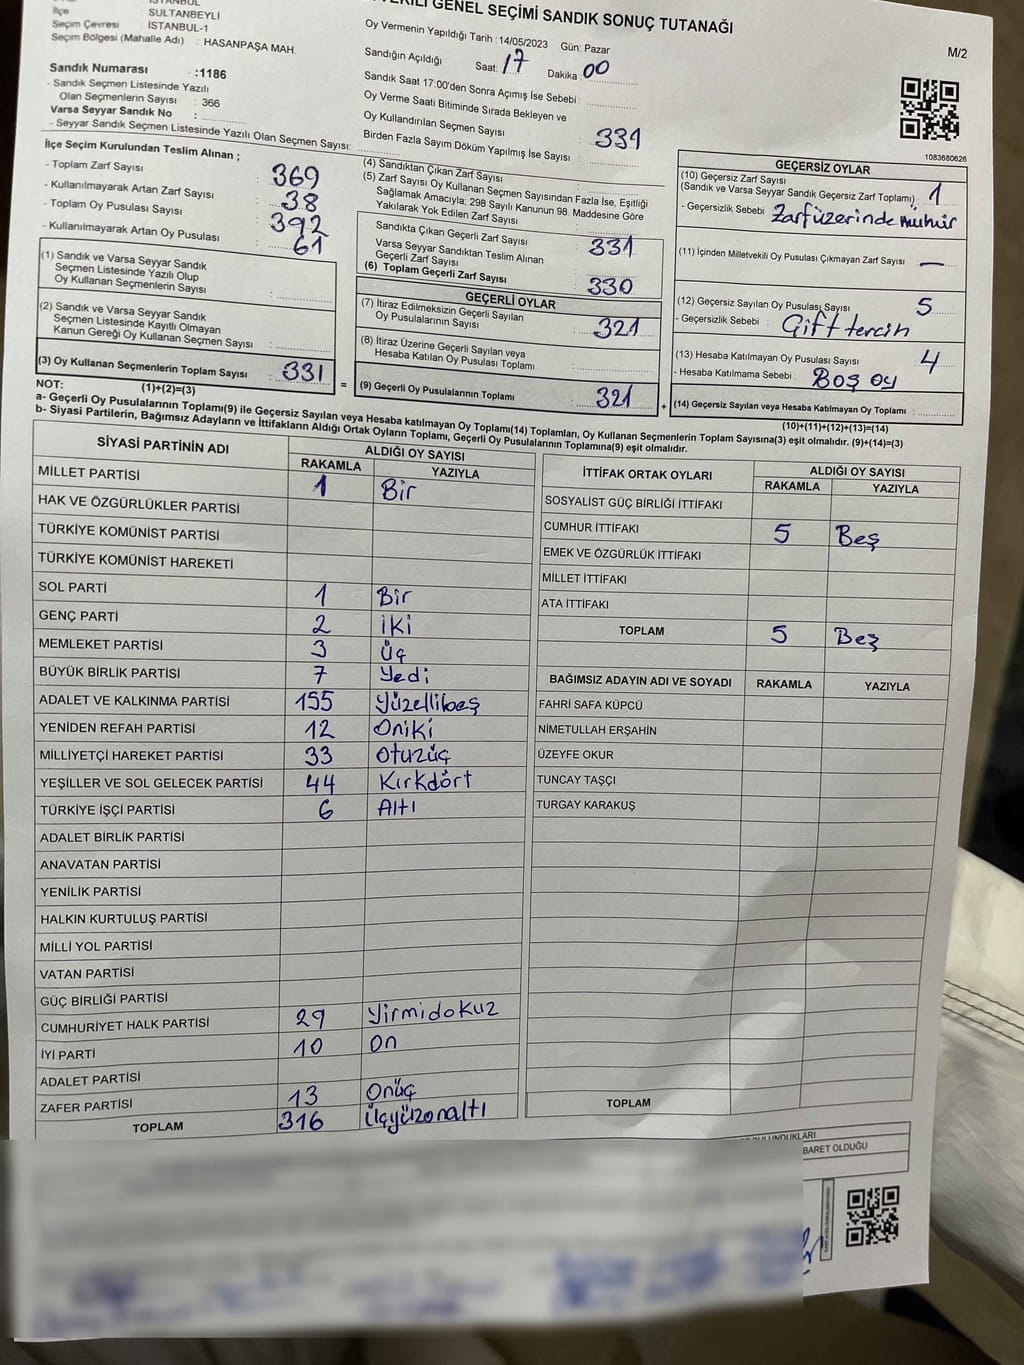 İSTANBUL
İlçe SULTANBEYLİ
Seçim Çevresi İSTANBUL-1
Seçim Bölgesi (Mahalle Adı) : HASANPAŞA MAH.
GENEL SEÇİMİ SANDIK SONUÇ TUTANAĞI
M/2
Oy Vermenin Yapıldığı Tarih : 14/05/2023 Gün: Pazar
Sandığın Açıldığı Saat: 17 Dakika : 00
Sandık Saat 17:00'den Sonra Açımış İse Sebebi :
Oy Verme Saati Bitiminde Sırada Bekleyen ve
Oy Kullandırılan Seçmen Sayısı : 331
Birden Fazla Sayım Döküm Yapılmış İse Sayısı :
Sandık Numarası : 1186
- Sandık Seçmen Listesinde Yazılı
Olan Seçmenlerin Sayısı : 366
Varsa Seyyar Sandık No :
- Seyyar Sandık Seçmen Listesinde Yazılı Olan Seçmen Sayısı:
İlçe Seçim Kurulundan Teslim Alınan ;
- Toplam Zarf Sayısı : 369
- Kullanılmayarak Artan Zarf Sayısı : 38
- Toplam Oy Pusulası Sayısı : 392
- Kullanılmayarak Artan Oy Pusulası : 61
(1) Sandık ve Varsa Seyyar Sandık
Seçmen Listesinde Yazılı Olup
Oy Kullanan Seçmenlerin Sayısı :
(2) Sandık ve Varsa Seyyar Sandık
Seçmen Listesinde Kayıtlı Olmayan
Kanun Gereği Oy Kullanan Seçmen Sayısı :
(3) Oy Kullanan Seçmenlerin Toplam Sayısı : 331
(1)+(2)=(3)
(4) Sandıktan Çıkan Zarf Sayısı :
(5) Zarf Sayısı Oy Kullanan Seçmen Sayısından Fazla İse, Eşitliği
Sağlamak Amacıyla; 298 Sayılı Kanunun 98. Maddesine Göre
Yakılarak Yok Edilen Zarf Sayısı :
Sandıkta Çıkan Geçerli Zarf Sayısı : 331
Varsa Seyyar Sandıktan Teslim Alınan
Geçerli Zarf Sayısı :
(6) Toplam Geçerli Zarf Sayısı : 330
GEÇERLİ OYLAR
(7) İtiraz Edilmeksizin Geçerli Sayılan
Oy Pusulalarının Sayısı : 321
(8) İtiraz Üzerine Geçerli Sayılan veya
Hesaba Katılan Oy Pusulası Toplamı :
= (9) Geçerli Oy Pusulalarının Toplamı : 321 +
1083680626
GEÇERSİZ OYLAR
(10) Geçersiz Zarf Sayısı
(Sandık ve Varsa Seyyar Sandık Geçersiz Zarf Toplamı) : 1
- Geçersizlik Sebebi : Zarf üzerinde mühür
(11) İçinden Milletvekili Oy Pusulası Çıkmayan Zarf Sayısı : —
(12) Geçersiz Sayılan Oy Pusulası Sayısı : 5
- Geçersizlik Sebebi : Çift tercih
(13) Hesaba Katılmayan Oy Pusulası Sayısı : 4
- Hesaba Katılmama Sebebi : Boş oy
(14) Geçersiz Sayılan veya Hesaba Katılmayan Oy Toplamı :
(10)+(11)+(12)+(13)=(14)
NOT:
a- Geçerli Oy Pusulalarının Toplamı(9) ile Geçersiz Sayılan veya Hesaba katılmayan Oy Toplamı(14) Toplamları, Oy Kullanan Seçmenlerin Toplam Sayısına(3) eşit olmalıdır. (9)+(14)=(3)
b- Siyasi Partilerin, Bağımsız Adayların ve İttifakların Aldığı Ortak Oyların Toplamı, Geçerli Oy Pusulalarının Toplamına(9) eşit olmalıdır.
SİYASİ PARTİNİN ADI ALDIĞI OY SAYISI
RAKAMLA YAZIYLA
MİLLET PARTİSİ 1 Bir
HAK VE ÖZGÜRLÜKLER PARTİSİ
TÜRKİYE KOMÜNİST PARTİSİ
TÜRKİYE KOMÜNİST HAREKETİ
SOL PARTİ 1 Bir
GENÇ PARTİ 2 iki
MEMLEKET PARTİSİ 3 Üç
BÜYÜK BİRLİK PARTİSİ 7 Yedi
ADALET VE KALKINMA PARTİSİ 155 Yüzellibeş
YENİDEN REFAH PARTİSİ 12 Oniki
MİLLİYETÇİ HAREKET PARTİSİ 33 Otuzüç
YEŞİLLER VE SOL GELECEK PARTİSİ 44 Kırkdört
TÜRKİYE İŞÇİ PARTİSİ 6 Altı
ADALET BİRLİK PARTİSİ
ANAVATAN PARTİSİ
YENİLİK PARTİSİ
HALKIN KURTULUŞ PARTİSİ
MİLLİ YOL PARTİSİ
VATAN PARTİSİ
GÜÇ BİRLİĞİ PARTİSİ
CUMHURİYET HALK PARTİSİ 29 Yirmidokuz
İYİ PARTİ 10 On
ADALET PARTİSİ
ZAFER PARTİSİ 13 Onüç
TOPLAM 316 Üçyüzonaltı
İTTİFAK ORTAK OYLARI ALDIĞI OY SAYISI
RAKAMLA YAZIYLA
SOSYALİST GÜÇ BİRLİĞİ İTTİFAKI
CUMHUR İTTİFAKI 5 Beş
EMEK VE ÖZGÜRLÜK İTTİFAKI
MİLLET İTTİFAKI
ATA İTTİFAKI
TOPLAM 5 Beş
BAĞIMSIZ ADAYIN ADI VE SOYADI RAKAMLA YAZIYLA
FAHRİ SAFA KÜPCÜ
NİMETULLAH ERŞAHİN
ÜZEYFE OKUR
TUNCAY TAŞÇI
TURGAY KARAKUŞ
TOPLAM
BULUNDUKLARI
BARET OLDUĞU